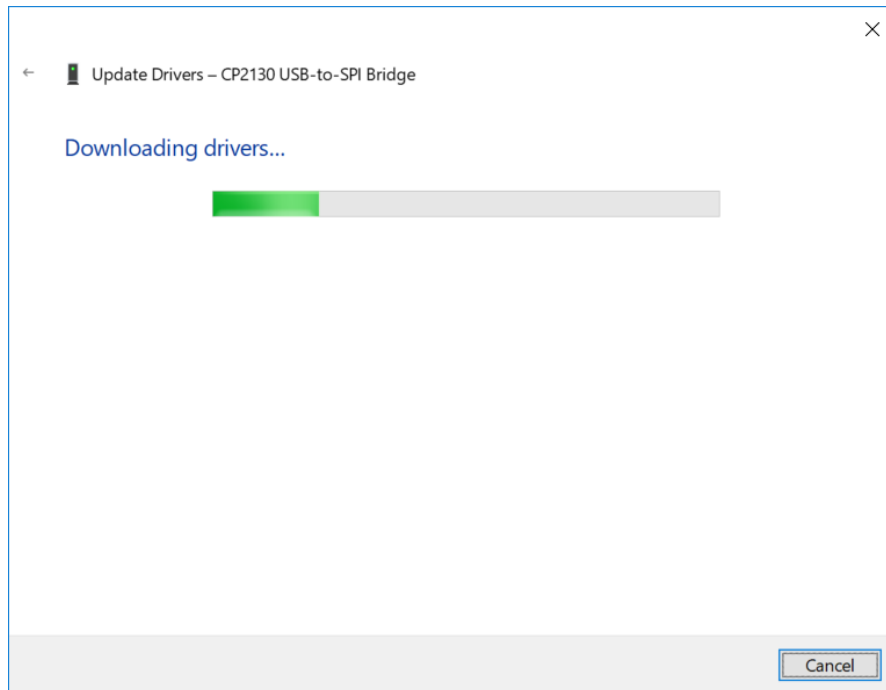 Update Drivers – CP2130 USB-to-SPI Bridge
Downloading drivers...
Cancel